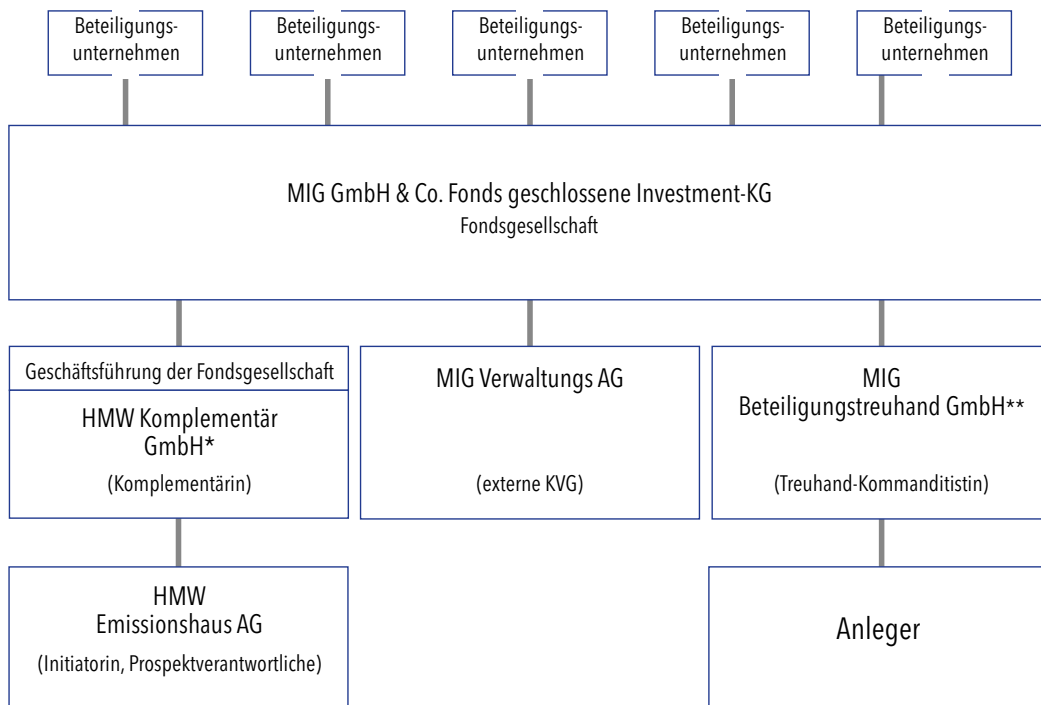 Beteiligungs-
unternehmen
Beteiligungs-
unternehmen
Beteiligungs-
unternehmen
Beteiligungs-
unternehmen
Beteiligungs-
unternehmen
MIG GmbH & Co. Fonds geschlossene Investment-KG
Fondsgesellschaft
Geschäftsführung der Fondsgesellschaft
HMW Komplementär
GmbH*
(Komplementärin)
MIG Verwaltungs AG
(externe KVG)
MIG
Beteiligungstreuhand GmbH**
(Treuhand-Kommanditistin)
HMW
Emissionshaus AG
(Initiatorin, Prospektverantwortliche)
Anleger